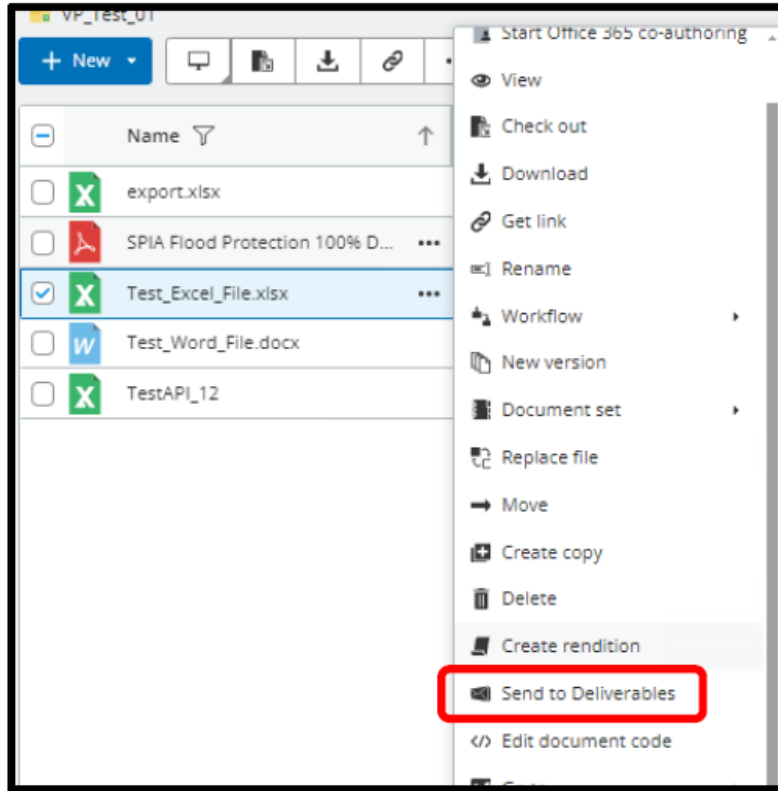 VP_Test_01
Start Office 365 co-authoring
+ New
View
Name
Check out
Download
export.xlsx
Get link
SPIA Flood Protection 100% D... •••
Rename
Test_Excel_File.xlsx •••
Workflow
Test_Word_File.docx
New version
TestAPI_12
Document set
Replace file
Move
Create copy
Delete
Create rendition
Send to Deliverables
</> Edit document code